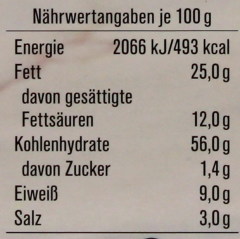 Nährwertangaben je 100 g
Energie 2066 kJ/493 kcal
Fett 25,0 g
davon gesättigte
Fettsäuren 12,0 g
Kohlenhydrate 56,0 g
davon Zucker 1,4 g
Eiweiß 9,0 g
Salz 3,0 g